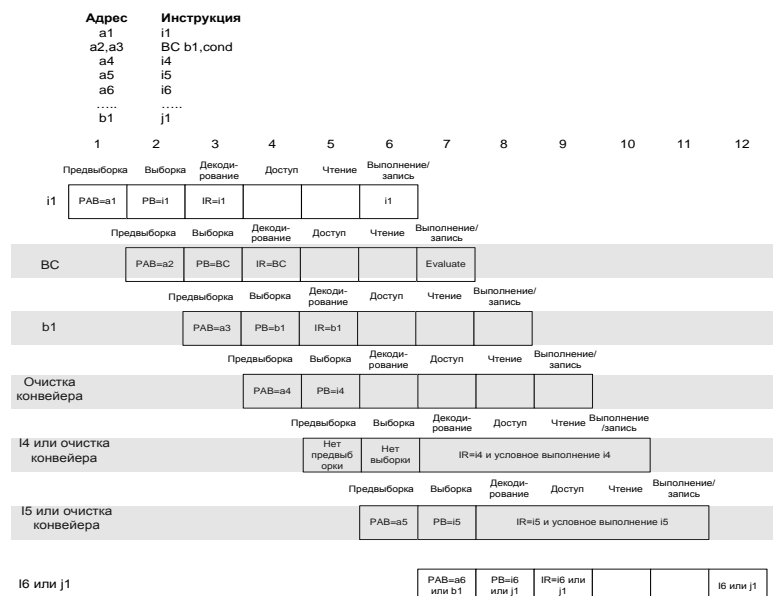 Адрес Инструкция
a1 i1
a2,a3 BC b1,cond
a4 i4
a5 i5
a6 i6
..... .....
b1 j1
1 2 3 4 5 6 7 8 9 10 11 12
Предвыборка Выборка Декоди-рование Доступ Чтение Выполнение/запись
i1 PAB=a1 PB=i1 IR=i1 i1
Предвыборка Выборка Декоди-рование Доступ Чтение Выполнение/запись
BC PAB=a2 PB=BC IR=BC Evaluate
Предвыборка Выборка Декоди-рование Доступ Чтение Выполнение/запись
b1 PAB=a3 PB=b1 IR=b1
Предвыборка Выборка Декоди-рование Доступ Чтение Выполнение/запись
Очистка конвейера PAB=a4 PB=i4
Предвыборка Выборка Декоди-рование Доступ Чтение Выполнение/запись
I4 или очистка конвейера Нет предвыборки Нет выборки IR=i4 и условное выполнение i4
Предвыборка Выборка Декоди-рование Доступ Чтение Выполнение/запись
I5 или очистка конвейера PAB=a5 PB=i5 IR=i5 и условное выполнение i5
I6 или j1 PAB=a6 или b1 PB=i6 или j1 IR=i6 или j1 I6 или j1